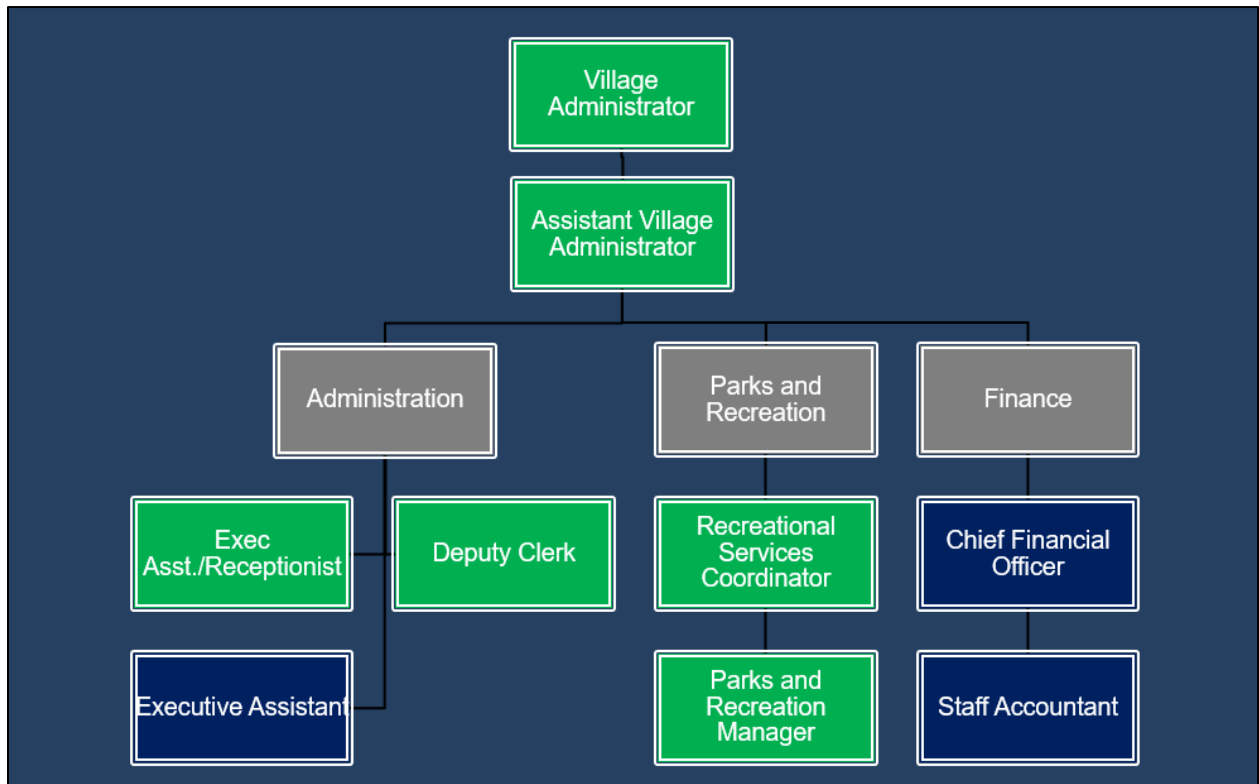 Village
Administrator
Assistant Village
Administrator
Administration
Parks and
Recreation
Finance
Exec
Asst./Receptionist
Deputy Clerk
Recreational
Services
Coordinator
Chief Financial
Officer
Executive Assistant
Parks and
Recreation
Manager
Staff Accountant